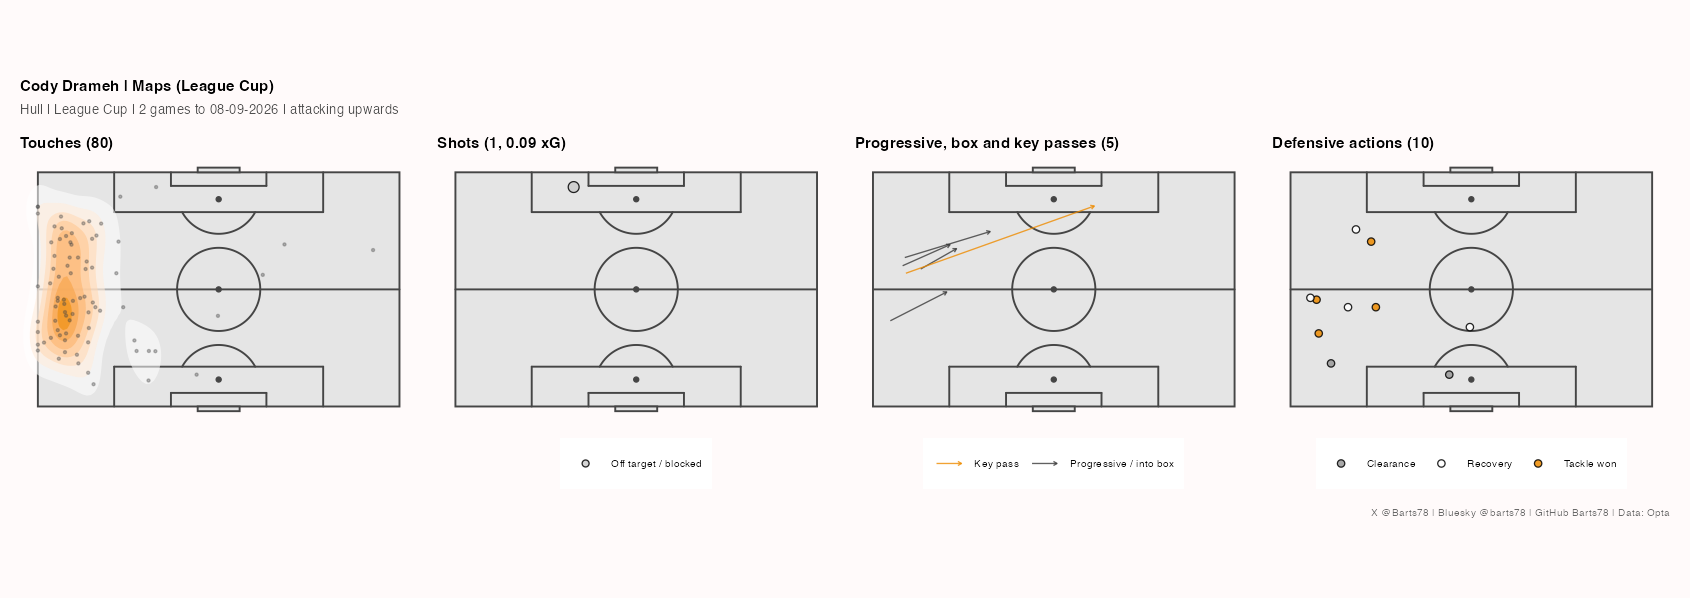 Cody Drameh | Maps (League Cup)
Hull | League Cup | 2 games to 08-09-2026 | attacking upwards
Touches (80)
Shots (1, 0.09 xG)
Progressive, box and key passes (5)
Defensive actions (10)
Off target / blocked
Key pass
Progressive / into box
Clearance
Recovery
Tackle won
X @Barts78 | Bluesky @barts78 | GitHub Barts78 | Data: Opta